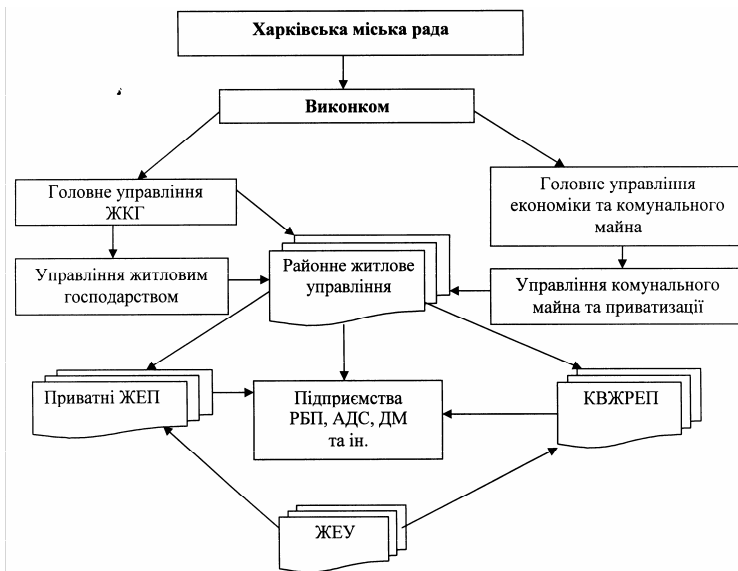 Харківська міська рада
Виконком
Головне управління
ЖКГ
Головне управління
економіки та комунального
майна
Управління житловим
господарством
Районне житлове
управління
Управління комунального
майна та приватизації
Приватні ЖЕП
Підприємства
РБП, АДС, ДМ
та ін.
КВЖРЕП
ЖЕУ